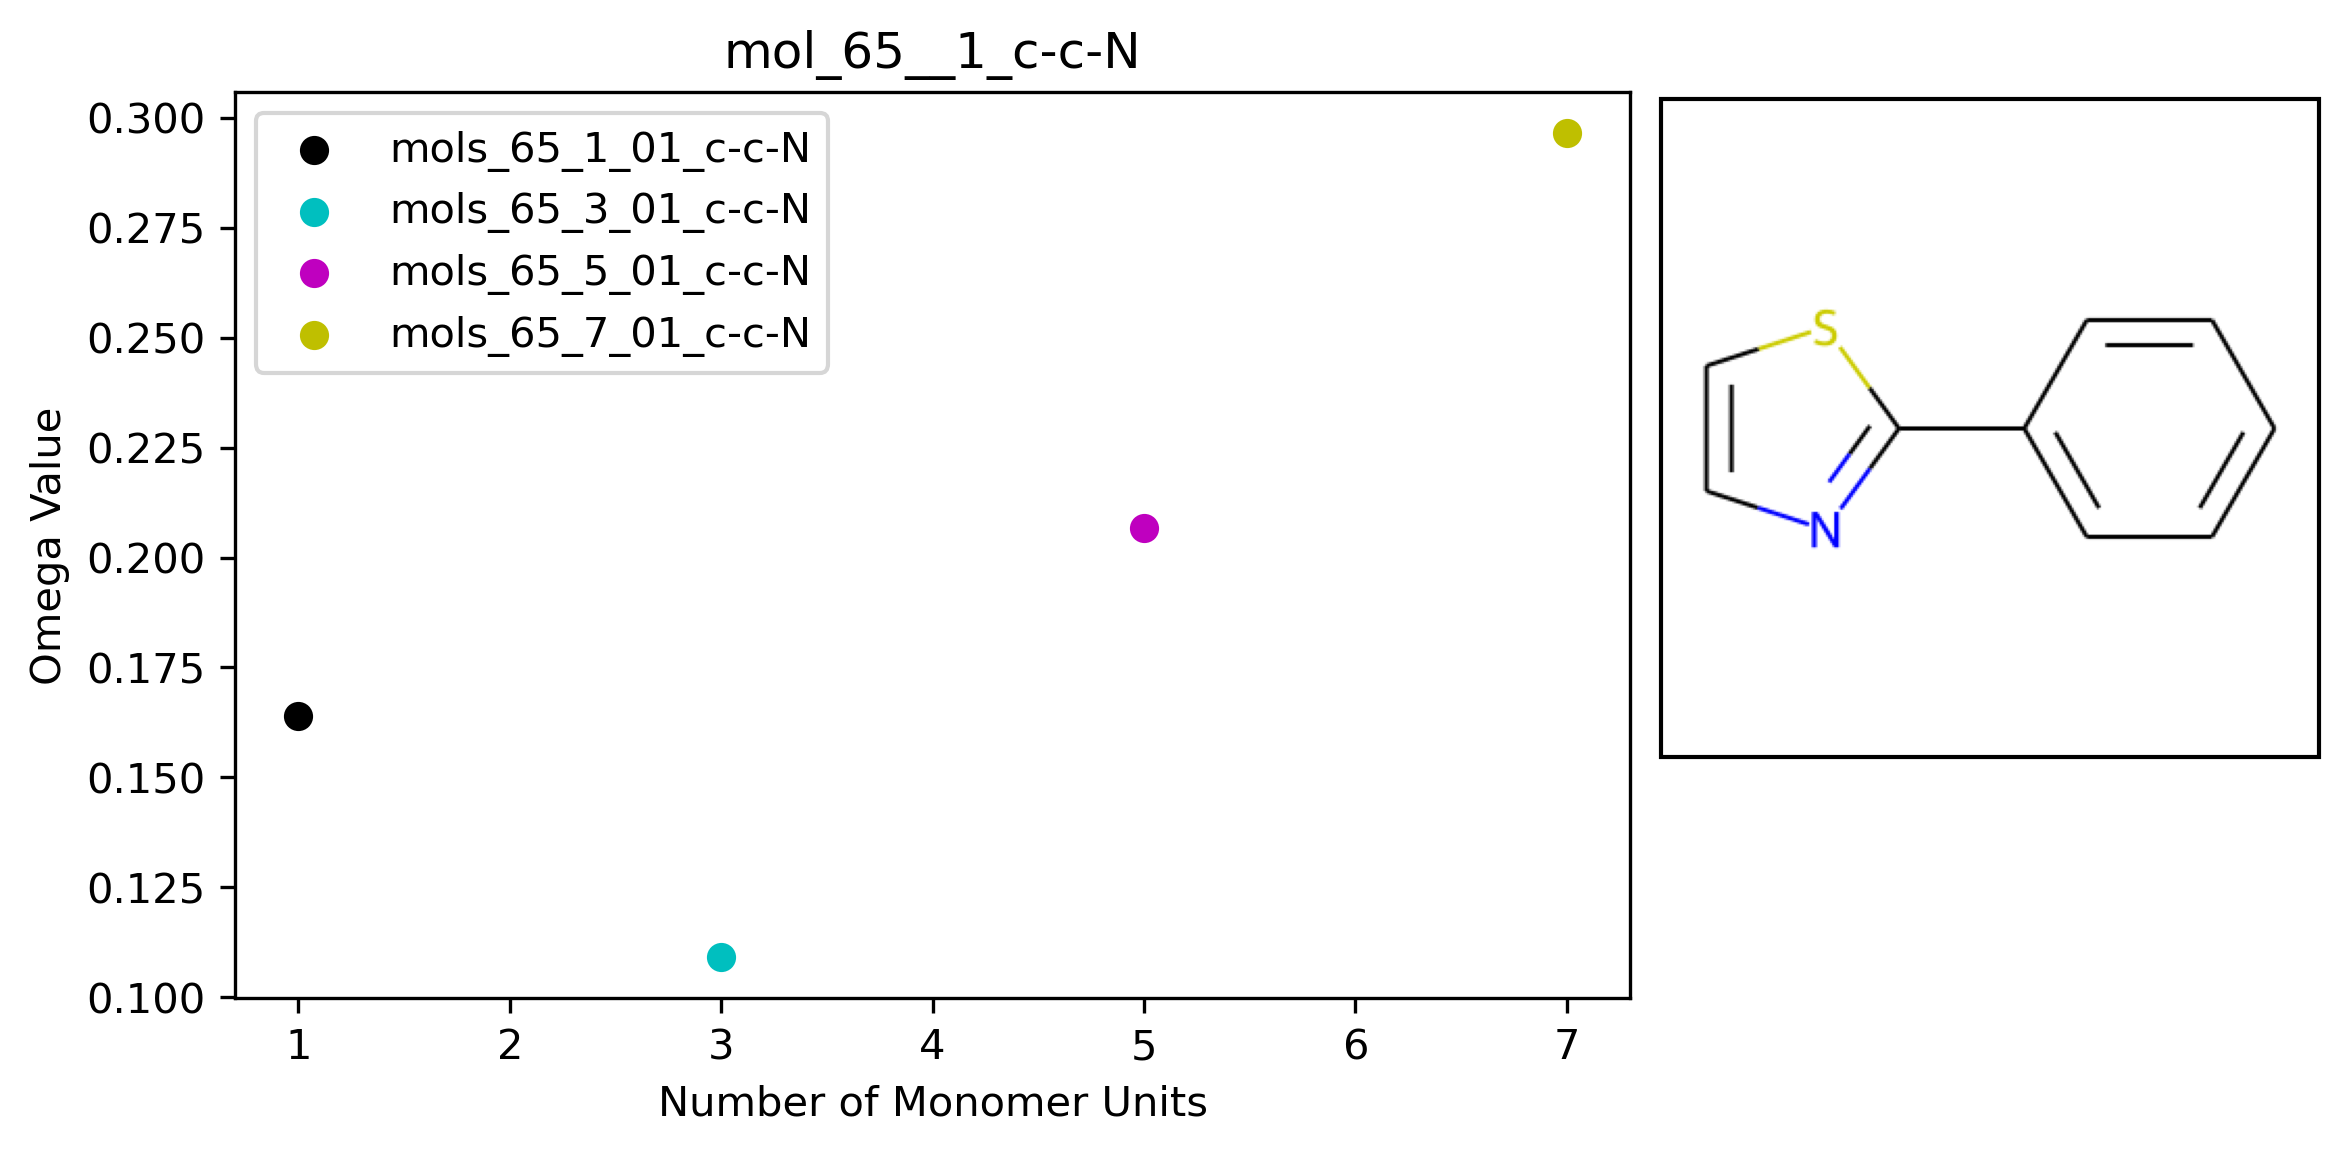 mol_65__1_c-c-N
mols_65_1_01_c-c-N
mols_65_3_01_c-c-N
mols_65_5_01_c-c-N
mols_65_7_01_c-c-N
Omega Value
0.300
0.275
0.250
0.225
0.200
0.175
0.150
0.125
0.100
1 2 3 4 5 6 7
Number of Monomer Units
S
N